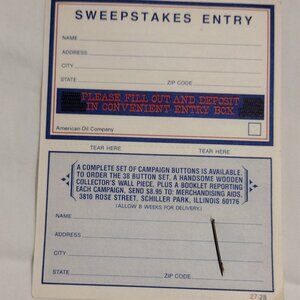 SWEEPSTAKES ENTRY
NAME
ADDRESS
CITY
STATE ZIP CODE
PLEASE FILL OUT AND DEPOSIT
IN CONVENIENT ENTRY BOX
American Oil Company
TEAR HERE TEAR HERE
A COMPLETE SET OF CAMPAIGN BUTTONS IS AVAILABLE
TO ORDER THE 38 BUTTON SET, A HANDSOME WOODEN
COLLECTOR'S WALL PIECE, PLUS A BOOKLET REPORTING
EACH CAMPAIGN, SEND $8.95 TO: MERCHANDISING AIDS,
3810 ROSE STREET, SCHILLER PARK, ILLINOIS 60176
(ALLOW 8 WEEKS FOR DELIVERY)
NAME
ADDRESS
CITY
STATE ZIP CODE
27-28